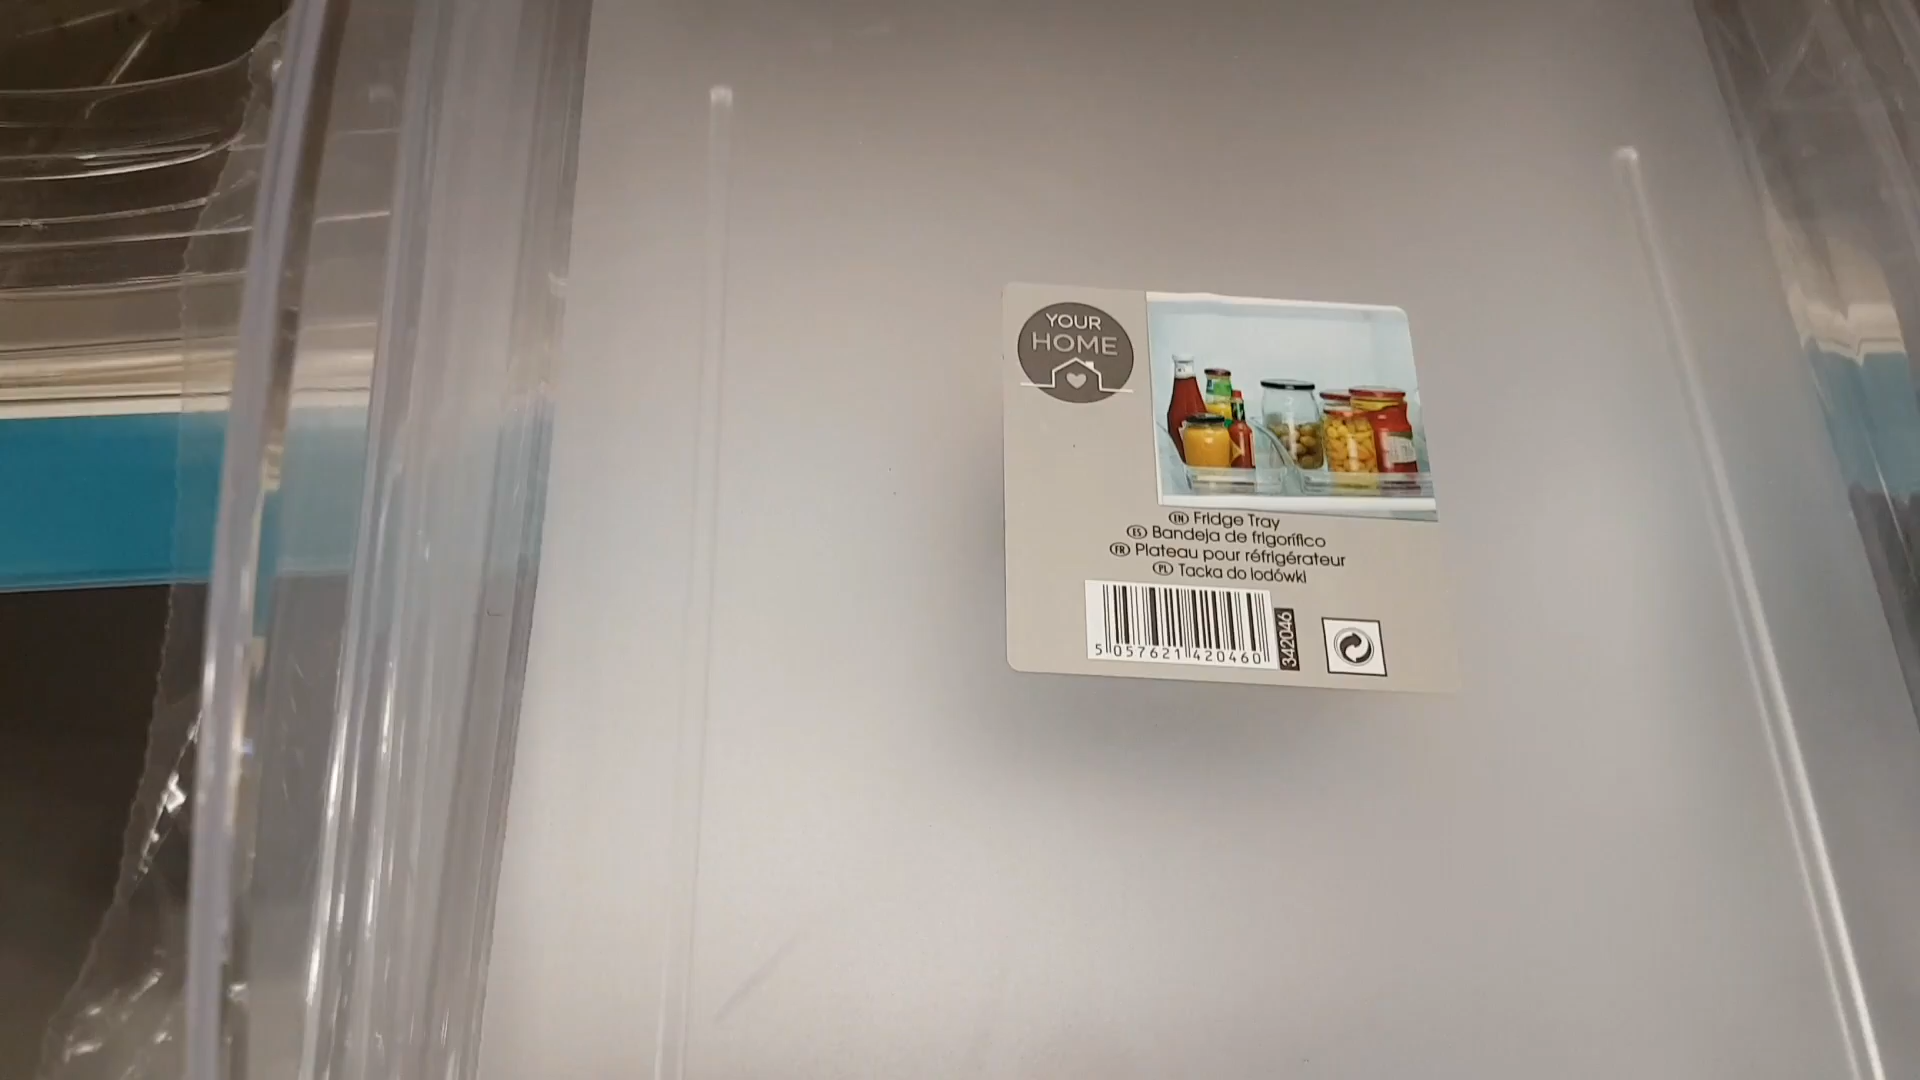 YOUR
HOME
EN Fridge Tray
ES Bandeja de frigorífico
FR Plateau pour réfrigérateur
PL Tacka do lodówki
5 057621 420460
342046